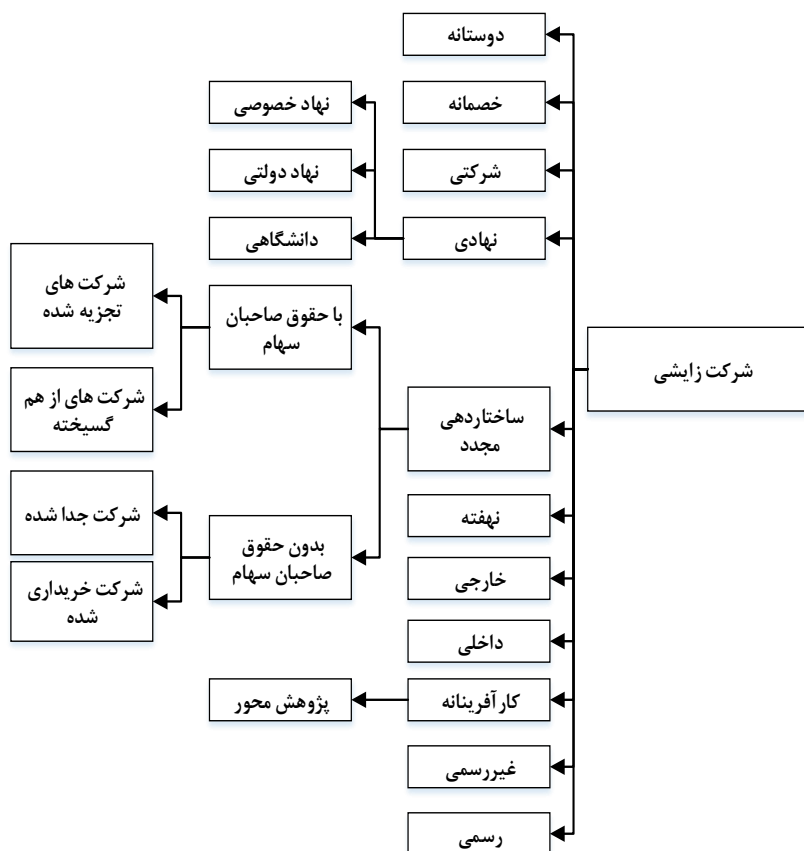 شرکت زایشی
دوستانه
خصمانه
شرکتی
نهادی
نهاد خصوصی
نهاد دولتی
دانشگاهی
ساختاردهی
مجدد
با حقوق صاحبان
سهام
شرکت های
تجزیه شده
شرکت های از هم
گسیخته
بدون حقوق
صاحبان سهام
شرکت جدا شده
شرکت خریداری
شده
نهفته
خارجی
داخلی
کارآفرینانه
پژوهش محور
غیررسمی
رسمی